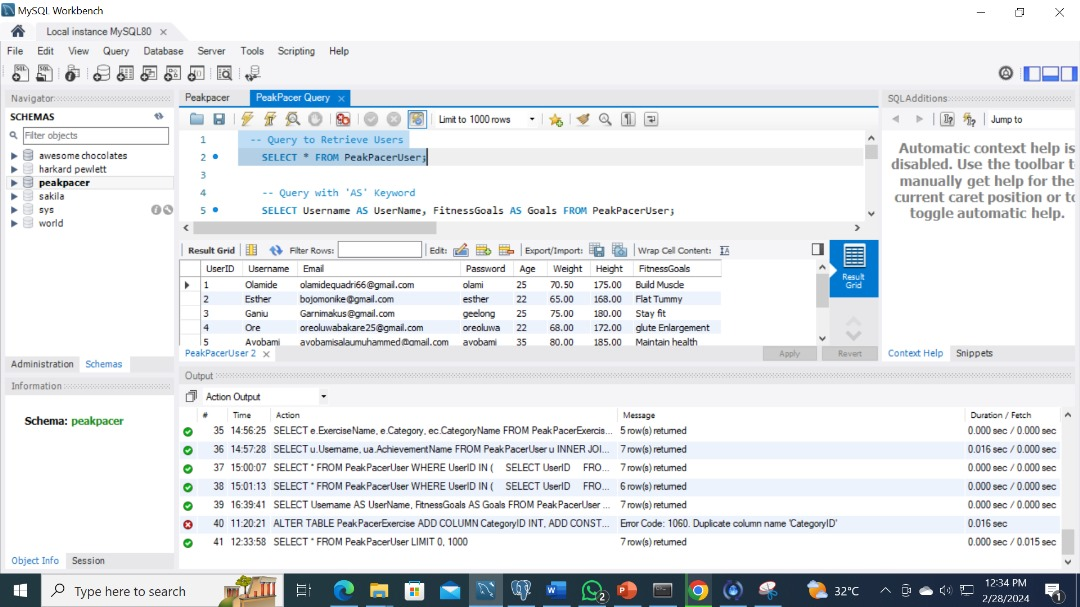 MySQL Workbench
Local instance MySQL80
File Edit View Query Database Server Tools Scripting Help
Navigator
SCHEMAS
Filter objects
awesome chocolates
harkard pewlett
peakpacer
sakila
sys
world
Administration Schemas
Information
Schema: peakpacer
Object Info Session
Peakpacer PeakPacer Query
Limit to 1000 rows
1 -- Query to Retrieve Users
2 SELECT * FROM PeakPacerUser;
3
4 -- Query with 'AS' Keyword
5 SELECT Username AS UserName, FitnessGoals AS Goals FROM PeakPacerUser;
Result Grid Filter Rows: Edit: Export/Import: Wrap Cell Content:
UserID Username Email Password Age Weight Height FitnessGoals
1 Olamide olamidequadri66@gmail.com olami 25 70.50 175.00 Build Muscle
2 Esther bojomonike@gmail.com esther 22 65.00 168.00 Flat Tummy
3 Ganiu Garnimakus@gmail.com geelong 25 75.00 180.00 Stay fit
4 Ore oreoluwabakare25@gmail.com oreoluwa 22 68.00 172.00 glute Enlargement
5 Ayobami ayobamisalaumuhammed@gmail.com ayobami 35 80.00 185.00 Maintain health
Result Grid
PeakPacerUser 2 Apply Revert
SQLAdditions
Jump to
Automatic context help is
disabled. Use the toolbar t
manually get help for the
current caret position or to
toggle automatic help.
Context Help Snippets
Output
Action Output
# Time Action Message Duration / Fetch
35 14:56:25 SELECT e.ExerciseName, e.Category, ec.CategoryName FROM PeakPacerExercis... 5 row(s) returned 0.000 sec / 0.000 sec
36 14:57:28 SELECT u.Username, ua.AchievementName FROM PeakPacerUser u INNER JOI... 7 row(s) returned 0.016 sec / 0.000 sec
37 15:00:07 SELECT * FROM PeakPacerUser WHERE UserID IN ( SELECT UserID FRO... 7 row(s) returned 0.000 sec / 0.000 sec
38 15:01:13 SELECT * FROM PeakPacerUser WHERE UserID IN ( SELECT UserID FRO... 6 row(s) returned 0.000 sec / 0.000 sec
39 16:39:41 SELECT Username AS UserName, FitnessGoals AS Goals FROM PeakPacerUser ... 7 row(s) returned 0.000 sec / 0.000 sec
40 11:20:21 ALTER TABLE PeakPacerExercise ADD COLUMN CategoryID INT, ADD CONST... Error Code: 1060. Duplicate column name 'CategoryID' 0.016 sec
41 12:33:58 SELECT * FROM PeakPacerUser LIMIT 0, 1000 7 row(s) returned 0.000 sec / 0.015 sec
Type here to search
2
32°C
12:34 PM
2/28/2024
1